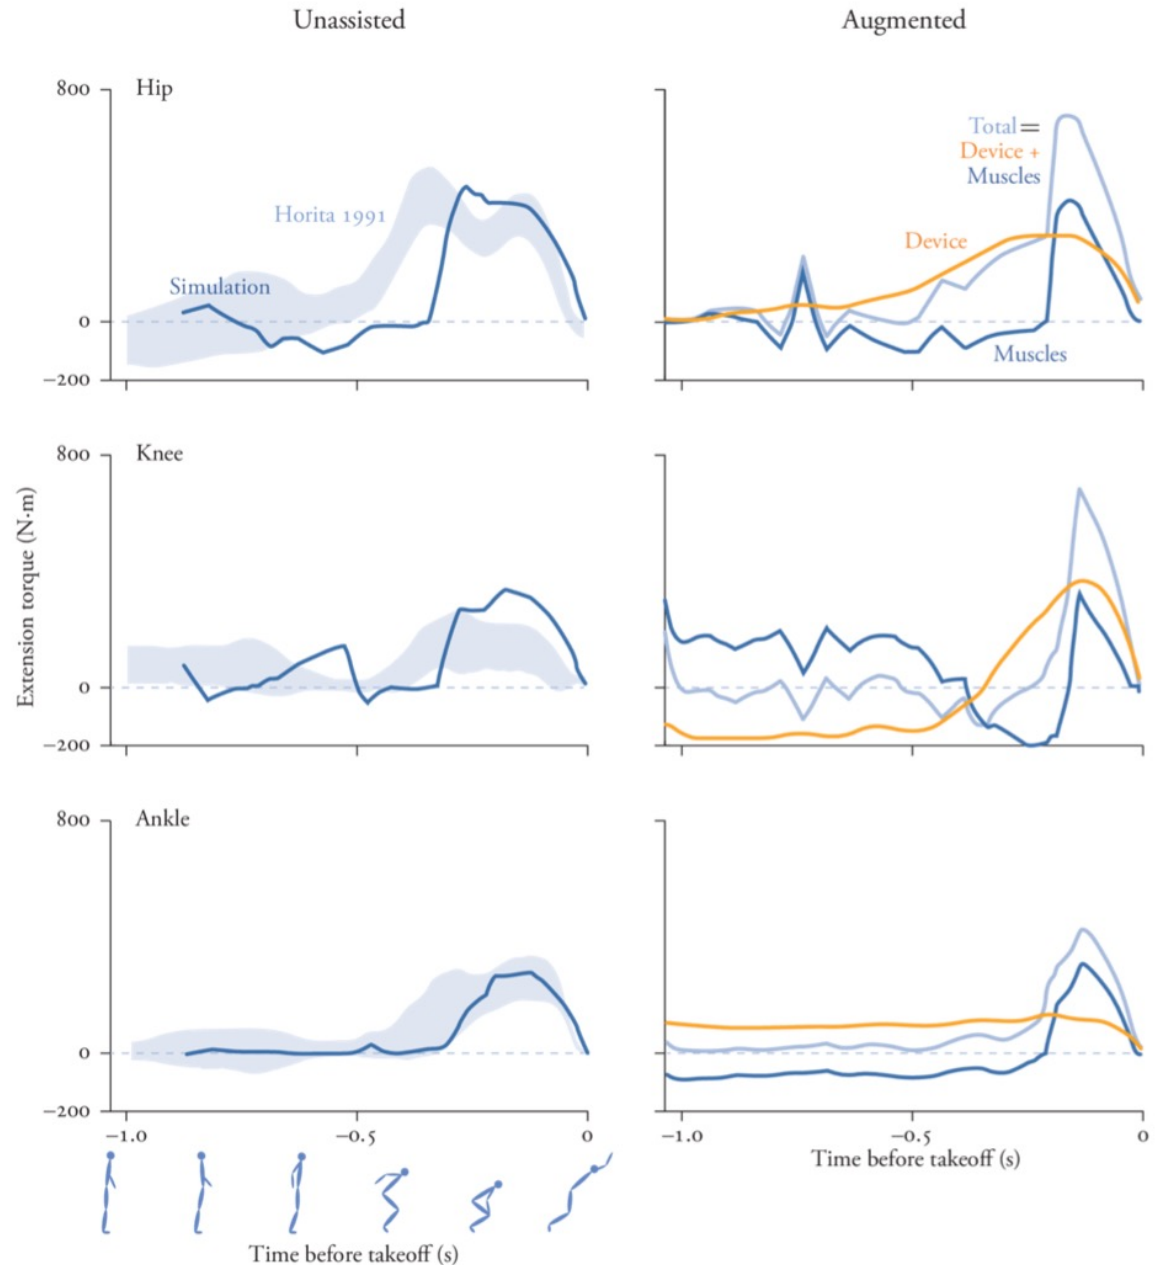 Unassisted
Augmented
800
Hip
Horita 1991
Simulation
0
−200
Total=
Device +
Muscles
Device
Muscles
800
Knee
0
−200
Extension torque (N·m)
800
Ankle
0
−200
−1.0
−0.5
0
−1.0
−0.5
0
Time before takeoff (s)
Time before takeoff (s)